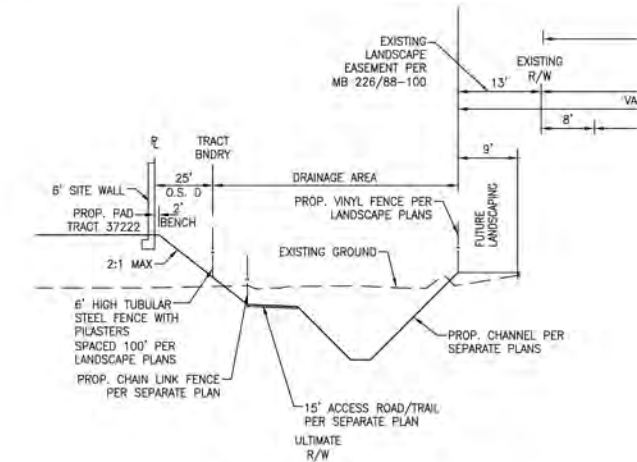 EXISTING
LANDSCAPE
EASEMENT PER
MB 226/88-100
EXISTING
R/W
13'
VA
8'
9'
℄
TRACT
BNDRY
25'
O.S. D
DRAINAGE AREA
6' SITE WALL
PROP. PAD
TRACT 37222
2'
BENCH
2:1 MAX
PROP. VINYL FENCE PER
LANDSCAPE PLANS
FUTURE
LANDSCAPING
EXISTING GROUND
6' HIGH TUBULAR
STEEL FENCE WITH
PILASTERS
SPACED 100' PER
LANDSCAPE PLANS
PROP. CHANNEL PER
SEPARATE PLANS
PROP. CHAIN LINK FENCE
PER SEPARATE PLAN
15' ACCESS ROAD/TRAIL
PER SEPARATE PLAN
ULTIMATE
R/W